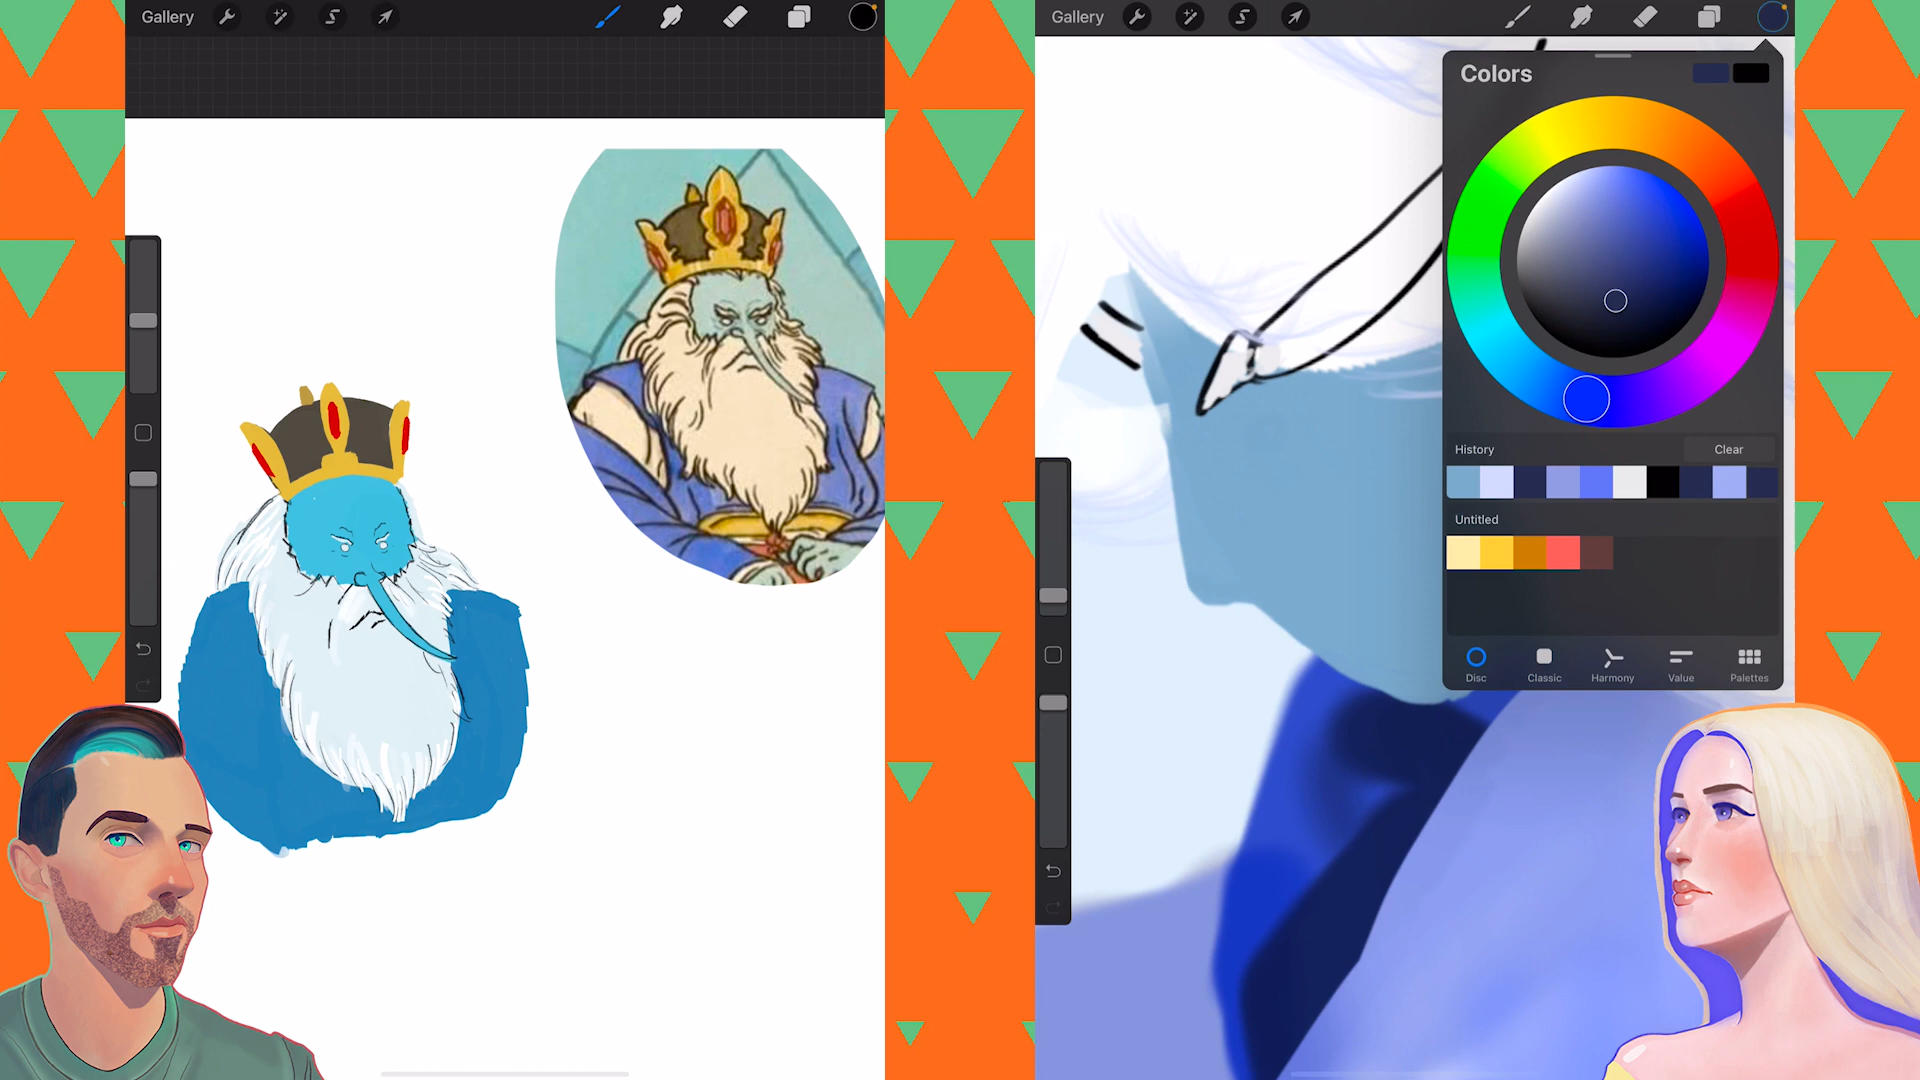 Gallery
Gallery
Colors
History
Clear
Untitled
Disc
Classic
Harmony
Value
Palettes